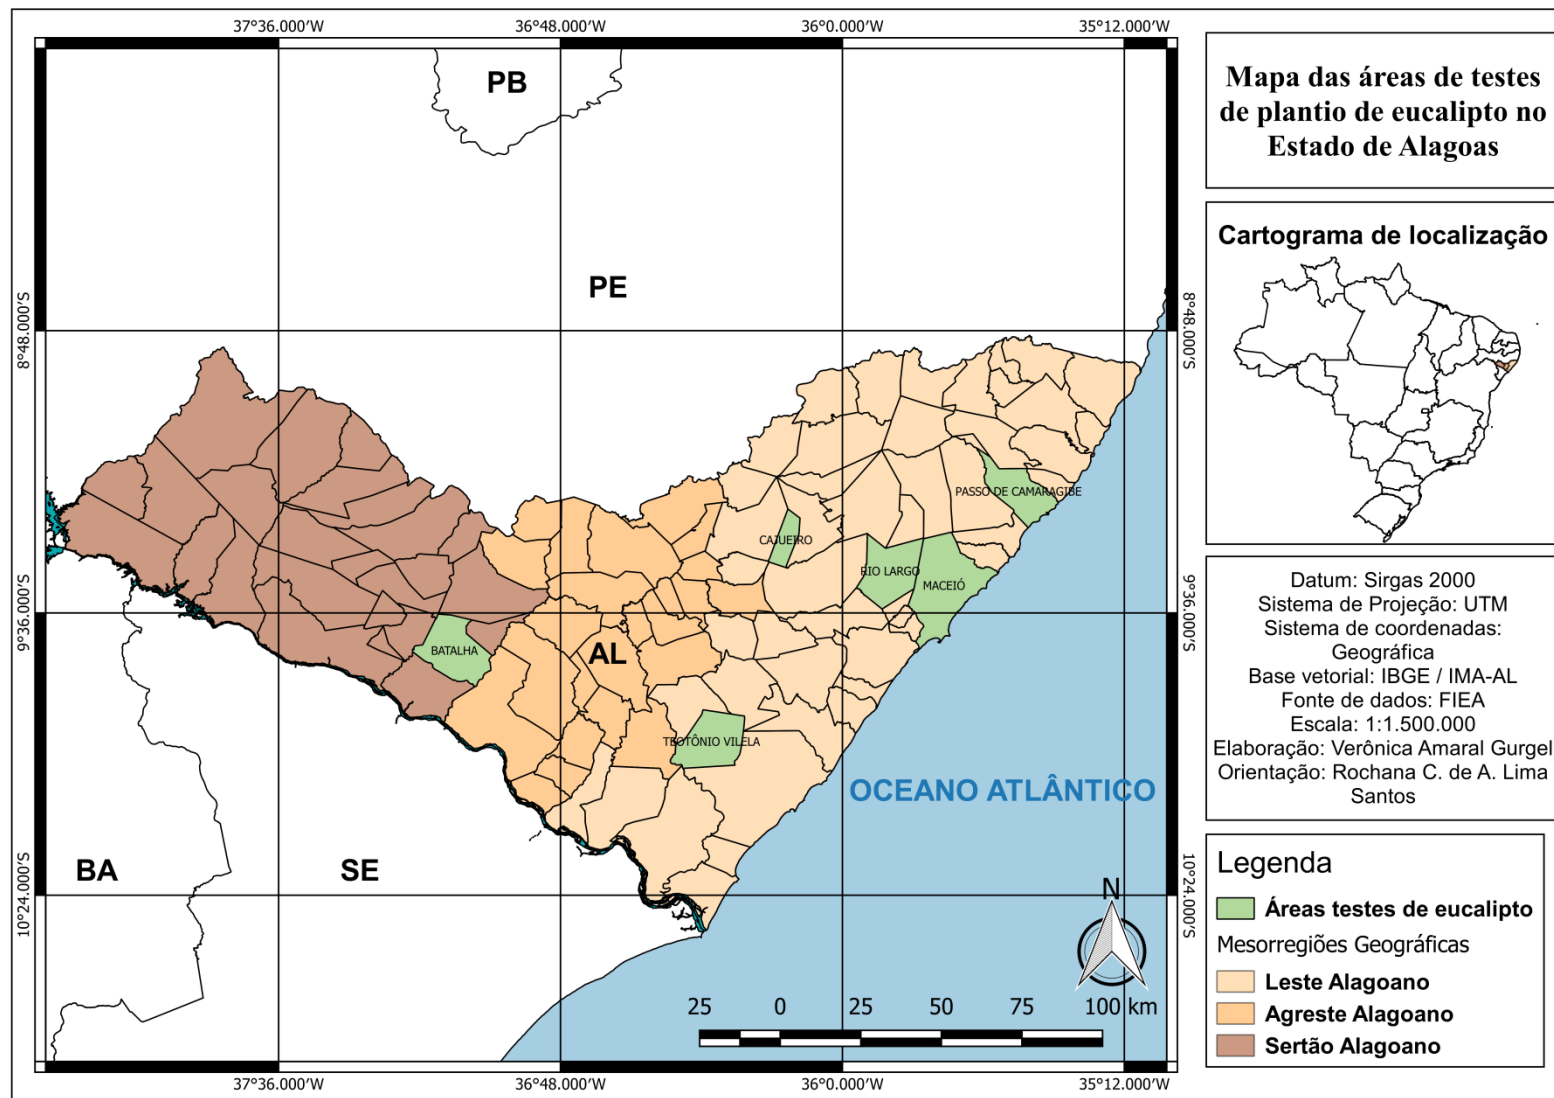 37°36.000'W
36°48.000'W
36°0.000'W
35°12.000'W
PB
PE
8°48.000'S
8°48.000'S
PASSO DE CAMARAGIBE
CAJUEIRO
RIO LARGO
MACEIÓ
9°36.000'S
9°36.000'S
BATALHA
AL
TEOTÔNIO VILELA
OCEANO ATLÂNTICO
BA
SE
10°24.000'S
10°24.000'S
N
25 0 25 50 75 100 km
37°36.000'W
36°48.000'W
36°0.000'W
35°12.000'W
Mapa das áreas de testes
de plantio de eucalipto no
Estado de Alagoas
Cartograma de localização
Datum: Sirgas 2000
Sistema de Projeção: UTM
Sistema de coordenadas:
Geográfica
Base vetorial: IBGE / IMA-AL
Fonte de dados: FIEA
Escala: 1:1.500.000
Elaboração: Verônica Amaral Gurgel
Orientação: Rochana C. de A. Lima
Santos
Legenda
Áreas testes de eucalipto
Mesorregiões Geográficas
Leste Alagoano
Agreste Alagoano
Sertão Alagoano